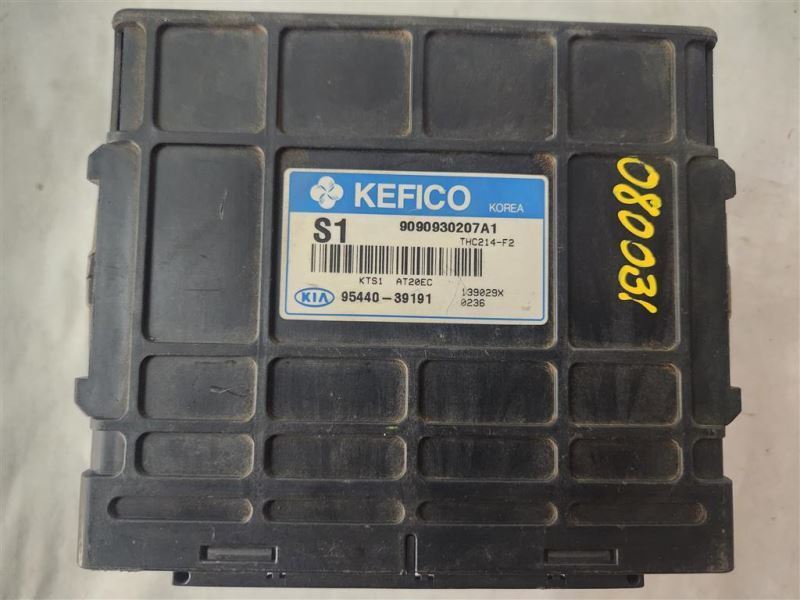 KEFICO KOREA
S1 9090930207A1
THC214-F2
KTS1 AT20EC
KIA 95440-39191 139029X
0236
080031